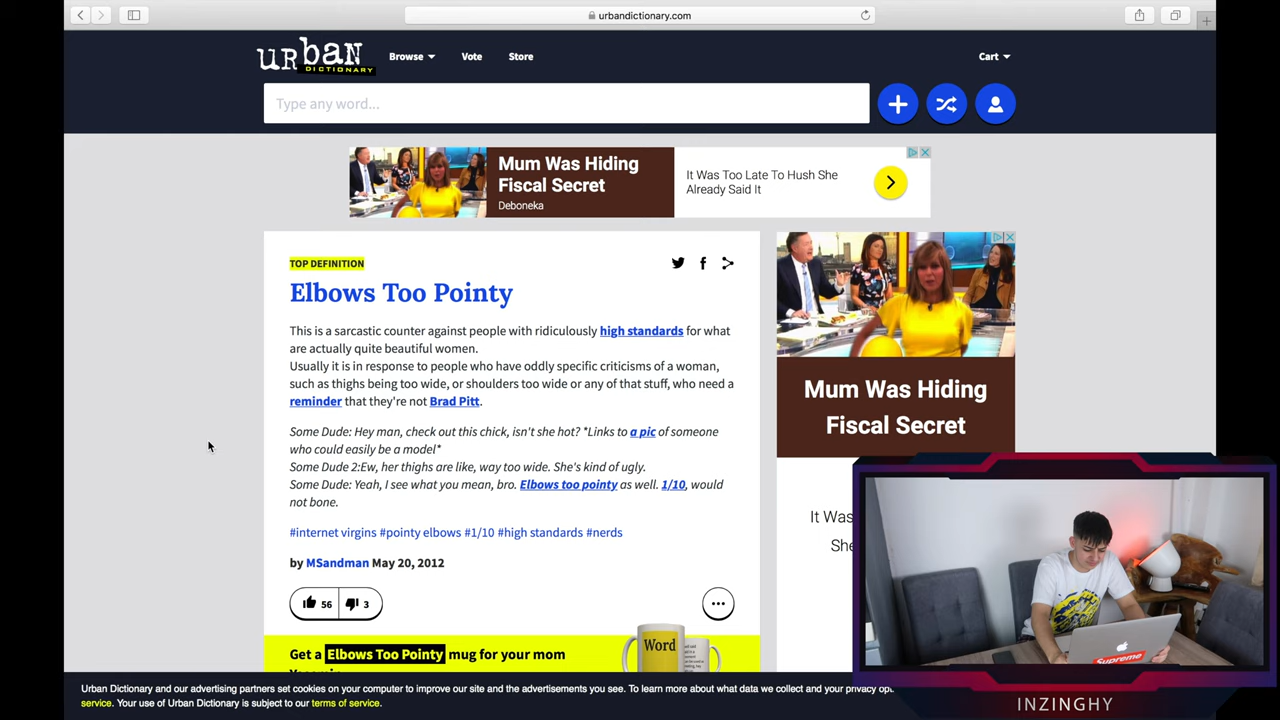 urbandictionary.com
urban
DICTIONARY
Browse
Vote
Store
Cart
Type any word...
Mum Was Hiding
Fiscal Secret
Deboneka
It Was Too Late To Hush She
Already Said It
TOP DEFINITION
Elbows Too Pointy
This is a sarcastic counter against people with ridiculously high standards for what
are actually quite beautiful women.
Usually it is in response to people who have oddly specific criticisms of a woman,
such as thighs being too wide, or shoulders too wide or any of that stuff, who need a
reminder that they're not Brad Pitt.
Some Dude: Hey man, check out this chick, isn't she hot? *Links to a pic of someone
who could easily be a model*
Some Dude 2:Ew, her thighs are like, way too wide. She's kind of ugly.
Some Dude: Yeah, I see what you mean, bro. Elbows too pointy as well. 1/10, would
not bone.
#internet virgins #pointy elbows #1/10 #high standards #nerds
by MSandman May 20, 2012
56
3
Get a Elbows Too Pointy mug for your mom
Word
Mum Was Hiding
Fiscal Secret
It Was
She
Urban Dictionary and our advertising partners set cookies on your computer to improve our site and the advertisements you see. To learn more about what data we collect and your privacy
service. Your use of Urban Dictionary is subject to our terms of service.
Supreme
INZINGHY